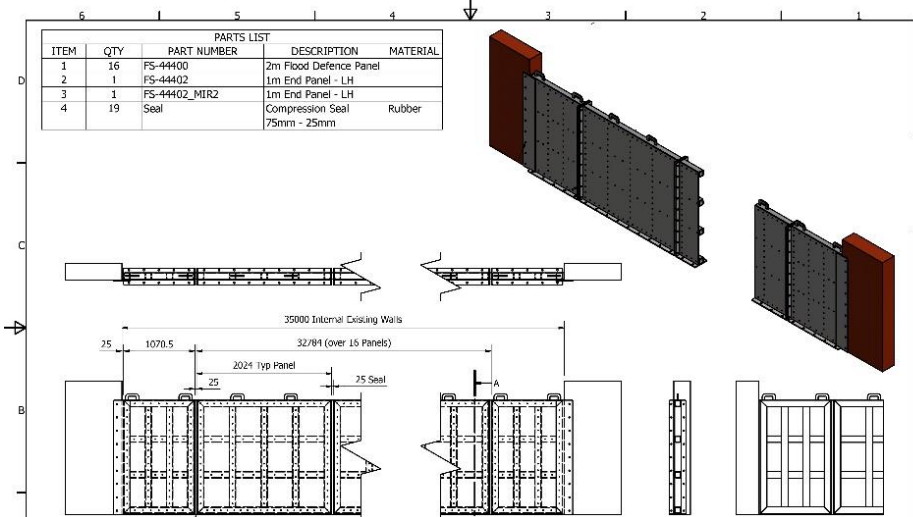 6 5 4 3 2 1
PARTS LIST
ITEM QTY PART NUMBER DESCRIPTION MATERIAL
1 16 FS-44400 2m Flood Defence Panel
2 1 FS-44402 1m End Panel - LH
3 1 FS-44402_MIR2 1m End Panel - LH
4 19 Seal Compression Seal Rubber
75mm - 25mm
D
C
35000 Internal Existing Walls
25 1070.5 32784 (over 16 Panels)
2024 Typ Panel
25 25 Seal A
B